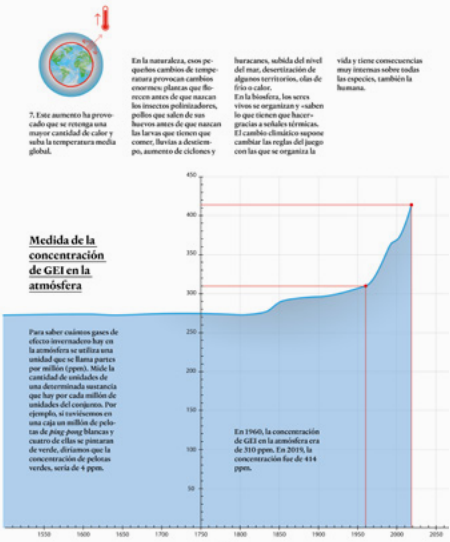 7. Este aumento ha provo-
cado que se retenga una
mayor cantidad de calor y
suba la temperatura media
global.
En la naturaleza, esos pe-
queños cambios de tempe-
ratura provocan cambios
enormes: plantas que flo-
recen antes de que nazcan
los insectos polinizadores,
pollos que salen de sus
huevos antes de que nazcan
las larvas que tienen que
comer, lluvias a destiem-
po, aumento de ciclones y
huracanes, subida del nivel
del mar, desertización de
algunos territorios, olas de
frío o calor.
En la biosfera, los seres
vivos se organizan y «saben
lo que tienen que hacer»
gracias a señales térmicas.
El cambio climático supone
cambiar las reglas del juego
con las que se organiza la
vida y tiene consecuencias
muy intensas sobre todas
las especies, también la
humana.
Medida de la
concentración
de GEI en la
atmósfera
Para saber cuántos gases de
efecto invernadero hay en
la atmósfera se utiliza una
unidad que se llama partes
por millón (ppm). Mide la
cantidad de unidades de
una determinada sustancia
que hay por cada millón de
unidades del conjunto. Por
ejemplo, si tuviésemos en
una caja un millón de pelo-
tas de ping-pong blancas y
cuatro de ellas se pintaran
de verde, diríamos que la
concentración de pelotas
verdes, sería de 4 ppm.
450
400
350
300
250
200
150
100
50
En 1960, la concentración
de GEI en la atmósfera era
de 310 ppm. En 2019, la
concentración fue de 414
ppm.
1550 1600 1650 1700 1750 1800 1850 1900 1950 2000 2050